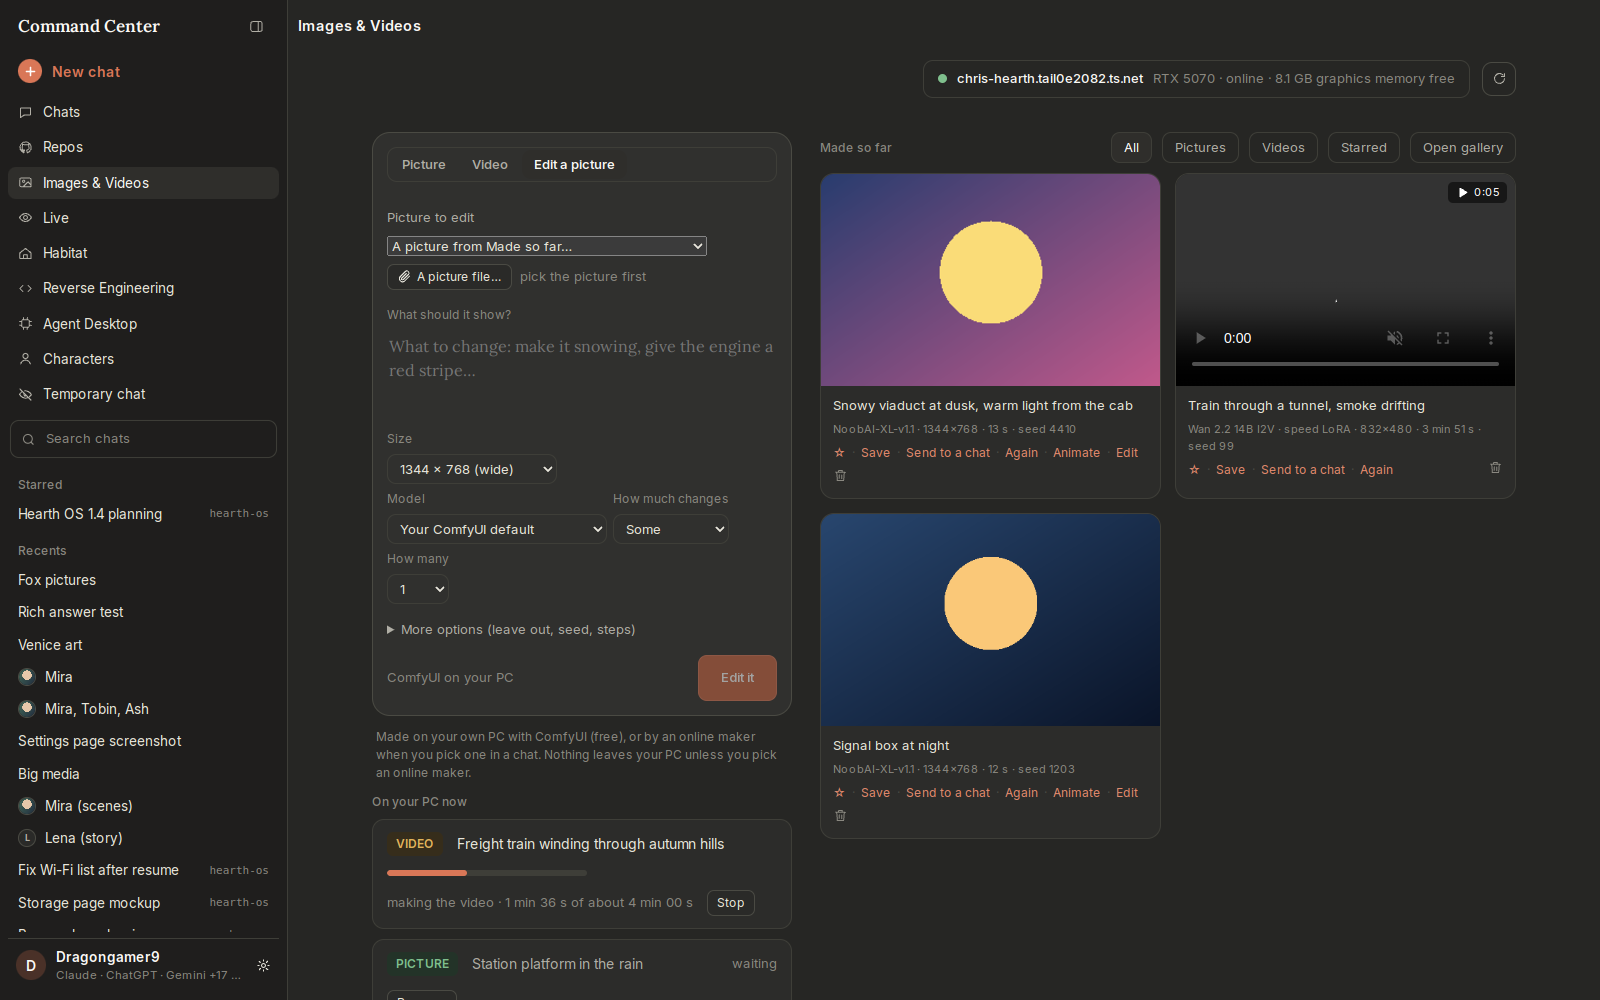 Command Center
New chat
Chats
Repos
Images & Videos
Live
Habitat
Reverse Engineering
Agent Desktop
Characters
Temporary chat
Search chats
Starred
Hearth OS 1.4 planning hearth-os
Recents
Fox pictures
Rich answer test
Venice art
Mira
Mira, Tobin, Ash
Settings page screenshot
Big media
Mira (scenes)
L Lena (story)
Fix Wi-Fi list after resume hearth-os
Storage page mockup hearth-os
D Dragongamer9
Claude · ChatGPT · Gemini +17 ...
Images & Videos
chris-hearth.tail0e2082.ts.net RTX 5070 · online · 8.1 GB graphics memory free
Picture Video Edit a picture
Picture to edit
A picture from Made so far...
A picture file... pick the picture first
What should it show?
What to change: make it snowing, give the engine a
red stripe...
Size
1344 × 768 (wide)
Model How much changes
Your ComfyUI default Some
How many
1
More options (leave out, seed, steps)
ComfyUI on your PC Edit it
Made on your own PC with ComfyUI (free), or by an online maker
when you pick one in a chat. Nothing leaves your PC unless you pick
an online maker.
On your PC now
VIDEO Freight train winding through autumn hills
making the video · 1 min 36 s of about 4 min 00 s Stop
PICTURE Station platform in the rain waiting
Made so far All Pictures Videos Starred Open gallery
Snowy viaduct at dusk, warm light from the cab
NoobAI-XL-v1.1 · 1344×768 · 13 s · seed 4410
☆ · Save · Send to a chat · Again · Animate · Edit
0:05
0:00
Train through a tunnel, smoke drifting
Wan 2.2 14B I2V · speed LoRA · 832×480 · 3 min 51 s ·
seed 99
☆ · Save · Send to a chat · Again
Signal box at night
NoobAI-XL-v1.1 · 1344×768 · 12 s · seed 1203
☆ · Save · Send to a chat · Again · Animate · Edit